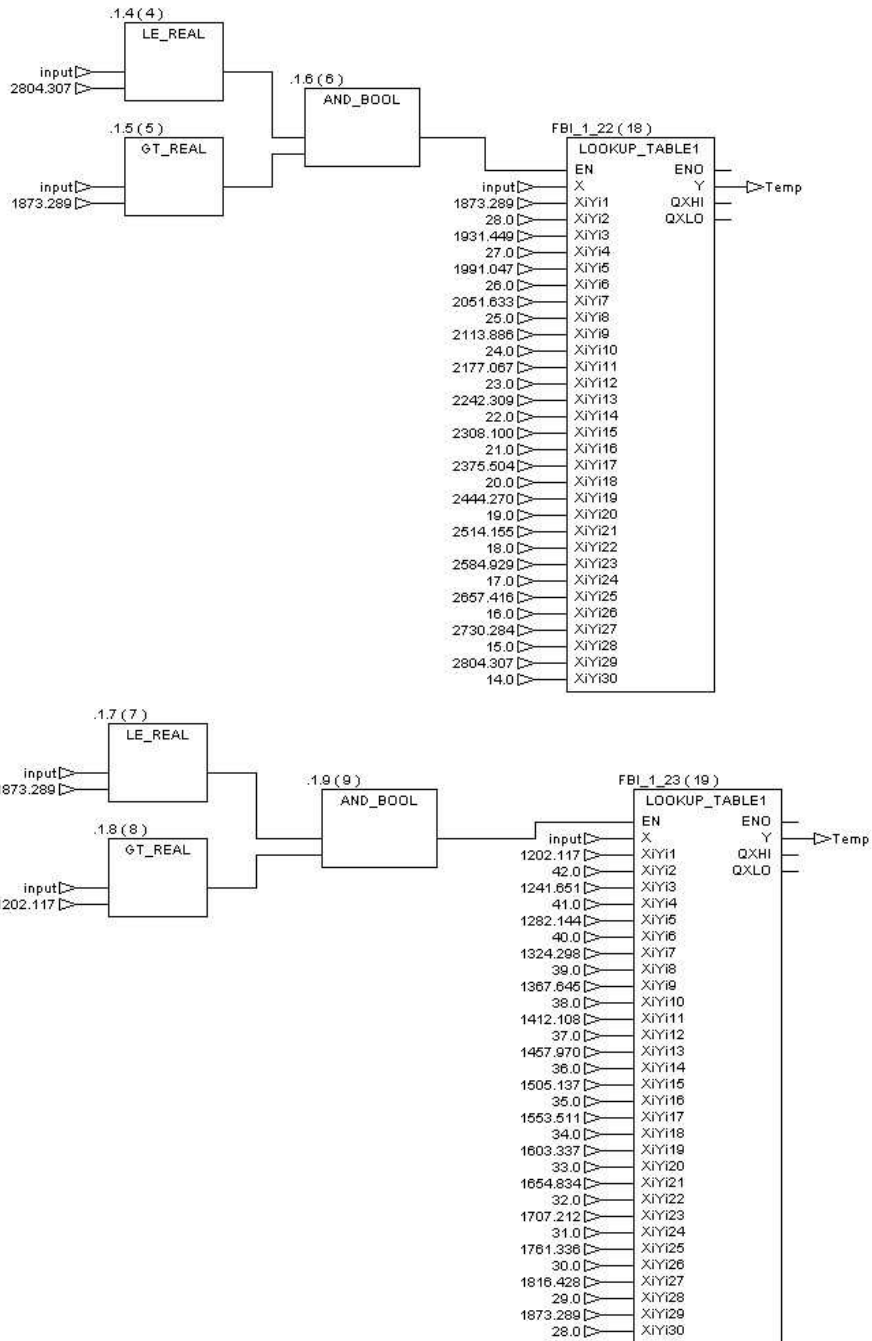 .1.4 ( 4 )
LE_REAL
input
2804.307
.1.6 ( 6 )
AND_BOOL
.1.5 ( 5 )
GT_REAL
input
1873.289
FBI_1_22 ( 18 )
LOOKUP_TABLE1
EN ENO
input X Y Temp
1873.289 XiYi1 QXHI
28.0 XiYi2 QXLO
1931.449 XiYi3
27.0 XiYi4
1991.047 XiYi5
26.0 XiYi6
2051.633 XiYi7
25.0 XiYi8
2113.886 XiYi9
24.0 XiYi10
2177.067 XiYi11
23.0 XiYi12
2242.309 XiYi13
22.0 XiYi14
2308.100 XiYi15
21.0 XiYi16
2375.504 XiYi17
20.0 XiYi18
2444.270 XiYi19
19.0 XiYi20
2514.155 XiYi21
18.0 XiYi22
2584.929 XiYi23
17.0 XiYi24
2657.416 XiYi25
16.0 XiYi26
2730.284 XiYi27
15.0 XiYi28
2804.307 XiYi29
14.0 XiYi30
.1.7 ( 7 )
LE_REAL
input
1873.289
.1.9 ( 9 )
AND_BOOL
.1.8 ( 8 )
GT_REAL
input
1202.117
FBI_1_23 ( 19 )
LOOKUP_TABLE1
EN ENO
input X Y Temp
1202.117 XiYi1 QXHI
42.0 XiYi2 QXLO
1241.651 XiYi3
41.0 XiYi4
1282.144 XiYi5
40.0 XiYi6
1324.298 XiYi7
39.0 XiYi8
1367.645 XiYi9
38.0 XiYi10
1412.108 XiYi11
37.0 XiYi12
1457.970 XiYi13
36.0 XiYi14
1505.137 XiYi15
35.0 XiYi16
1553.511 XiYi17
34.0 XiYi18
1603.337 XiYi19
33.0 XiYi20
1654.834 XiYi21
32.0 XiYi22
1707.212 XiYi23
31.0 XiYi24
1761.336 XiYi25
30.0 XiYi26
1816.428 XiYi27
29.0 XiYi28
1873.289 XiYi29
28.0 XiYi30